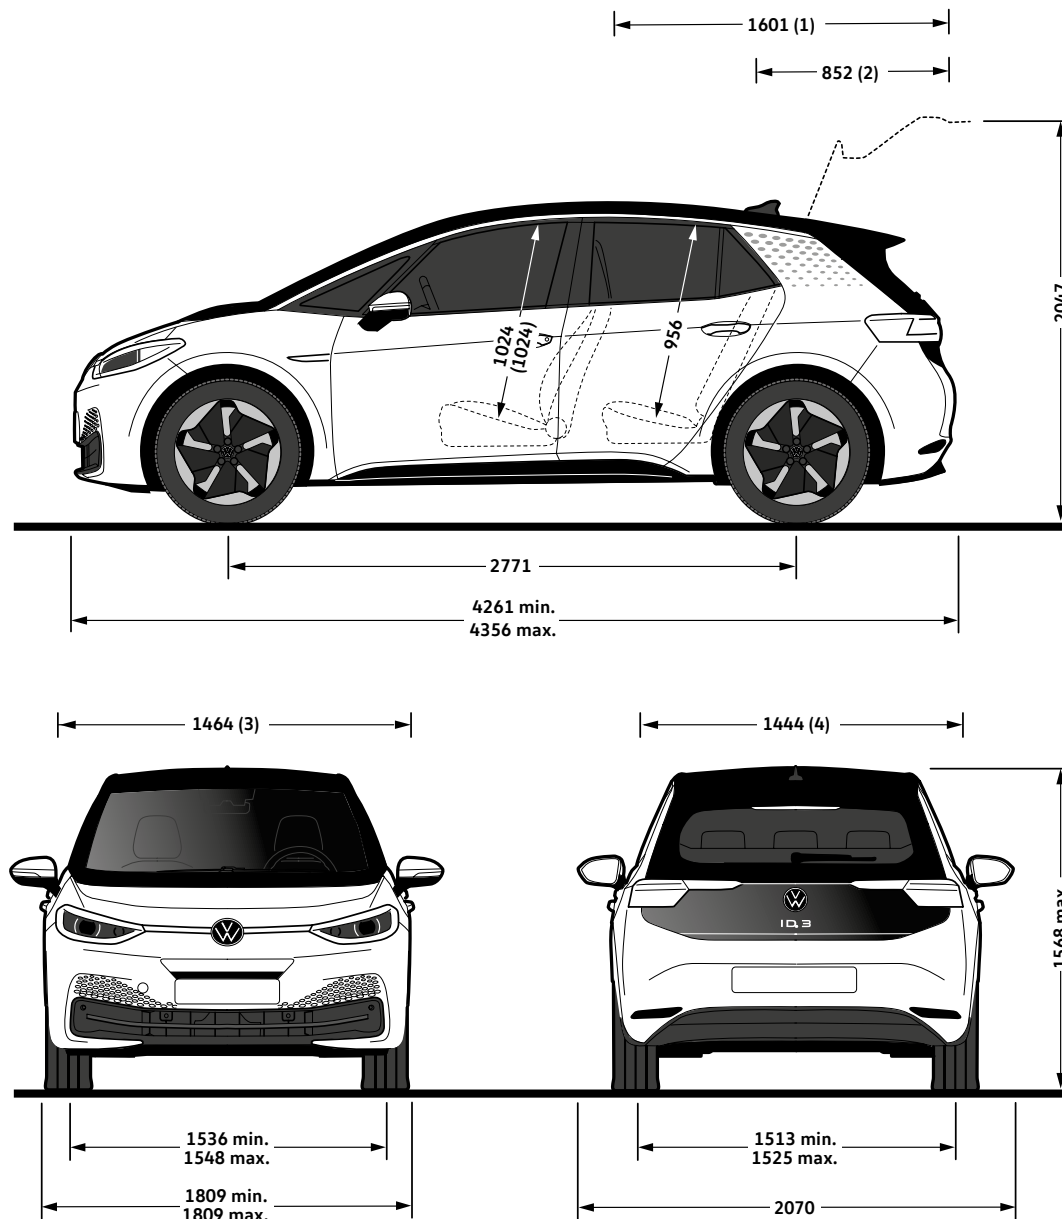 1601 (1)
852 (2)
2047
1024
(1024)
956
2771
4261 min.
4356 max.
1464 (3)
1444 (4)
1568 max.
ID.3
1536 min.
1548 max.
1513 min.
1525 max.
1809 min.
1809 max.
2070